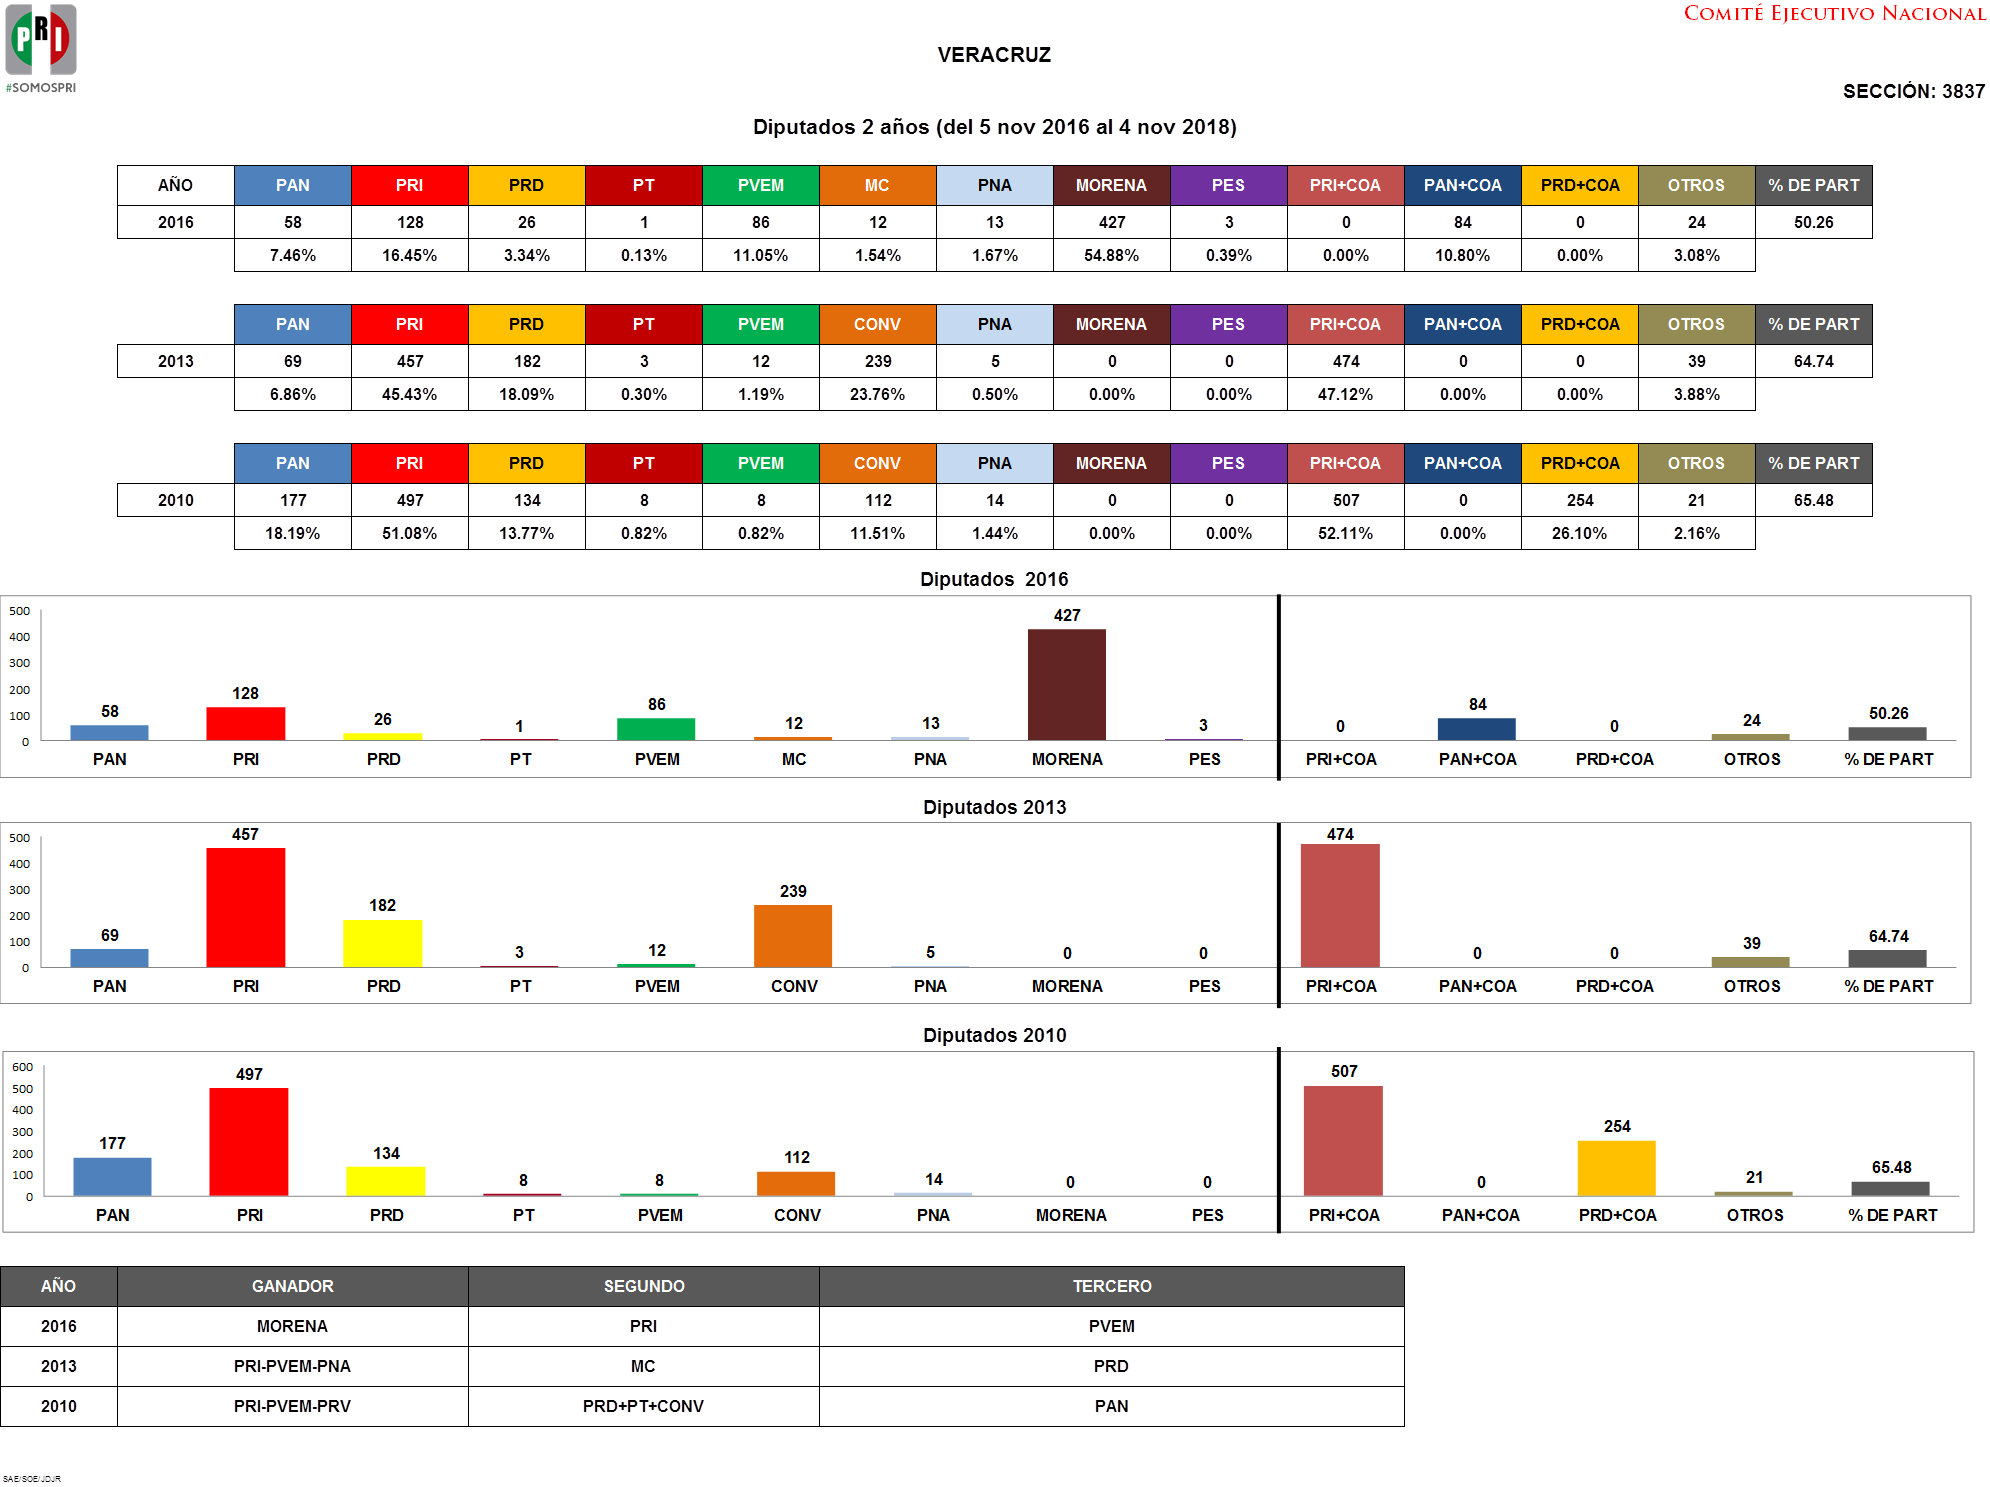 PRI
#SOMOSPRI
COMITÉ EJECUTIVO NACIONAL
VERACRUZ
SECCIÓN: 3837
Diputados 2 años (del 5 nov 2016 al 4 nov 2018)
AÑO PAN PRI PRD PT PVEM MC PNA MORENA PES PRI+COA PAN+COA PRD+COA OTROS % DE PART
2016 58 128 26 1 86 12 13 427 3 0 84 0 24 50.26
7.46% 16.45% 3.34% 0.13% 11.05% 1.54% 1.67% 54.88% 0.39% 0.00% 10.80% 0.00% 3.08%
PAN PRI PRD PT PVEM CONV PNA MORENA PES PRI+COA PAN+COA PRD+COA OTROS % DE PART
2013 69 457 182 3 12 239 5 0 0 474 0 0 39 64.74
6.86% 45.43% 18.09% 0.30% 1.19% 23.76% 0.50% 0.00% 0.00% 47.12% 0.00% 0.00% 3.88%
PAN PRI PRD PT PVEM CONV PNA MORENA PES PRI+COA PAN+COA PRD+COA OTROS % DE PART
2010 177 497 134 8 8 112 14 0 0 507 0 254 21 65.48
18.19% 51.08% 13.77% 0.82% 0.82% 11.51% 1.44% 0.00% 0.00% 52.11% 0.00% 26.10% 2.16%
Diputados 2016
500
400
300
200
100
0
58 128 26 1 86 12 13 427 3 0 84 0 24 50.26
PAN PRI PRD PT PVEM MC PNA MORENA PES PRI+COA PAN+COA PRD+COA OTROS % DE PART
Diputados 2013
500
400
300
200
100
0
69 457 182 3 12 239 5 0 0 474 0 0 39 64.74
PAN PRI PRD PT PVEM CONV PNA MORENA PES PRI+COA PAN+COA PRD+COA OTROS % DE PART
Diputados 2010
600
500
400
300
200
100
0
177 497 134 8 8 112 14 0 0 507 0 254 21 65.48
PAN PRI PRD PT PVEM CONV PNA MORENA PES PRI+COA PAN+COA PRD+COA OTROS % DE PART
AÑO GANADOR SEGUNDO TERCERO
2016 MORENA PRI PVEM
2013 PRI-PVEM-PNA MC PRD
2010 PRI-PVEM-PRV PRD+PT+CONV PAN
SAE/SOE/JDJR